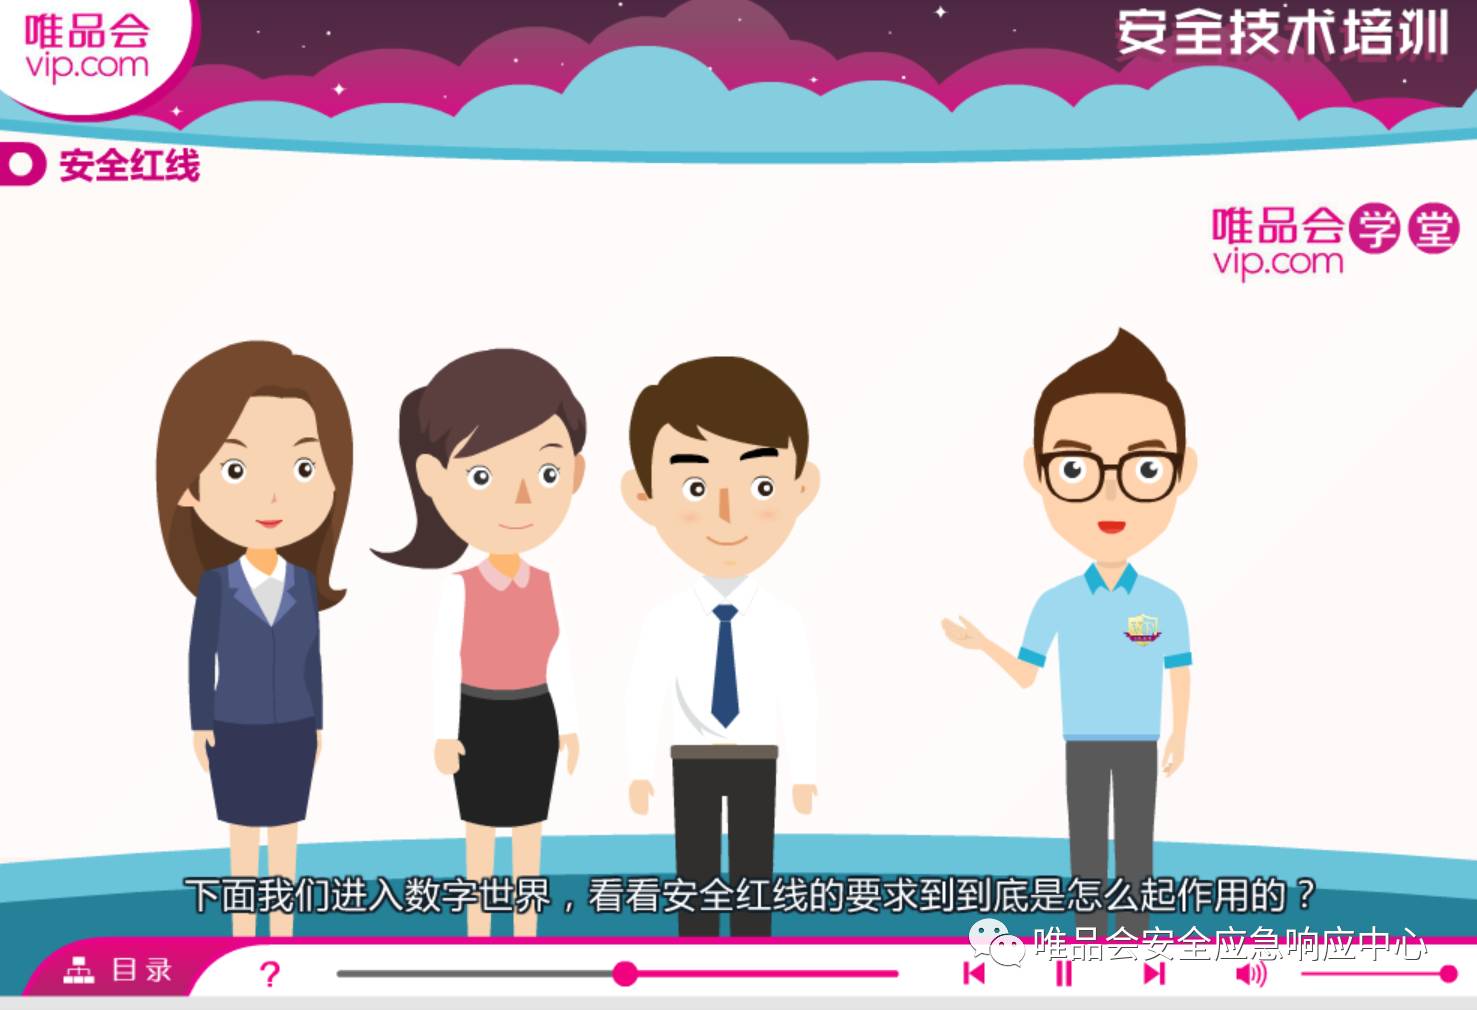 唯品会
vip.com
安全技术培训
安全红线
唯品会学堂
vip.com
下面我们进入数字世界，看看安全红线的要求到到底是怎么起作用的？
唯品会安全应急响应中心
目录
?